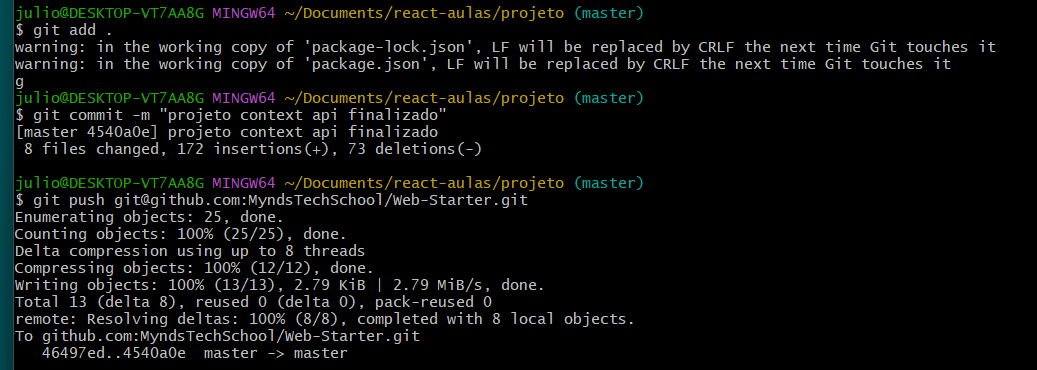 julio@DESKTOP-VT7AA8G MINGW64 ~/Documents/react-aulas/projeto (master)
$ git add .
warning: in the working copy of 'package-lock.json', LF will be replaced by CRLF the next time Git touches it
warning: in the working copy of 'package.json', LF will be replaced by CRLF the next time Git touches it
g
julio@DESKTOP-VT7AA8G MINGW64 ~/Documents/react-aulas/projeto (master)
$ git commit -m "projeto context api finalizado"
[master 4540a0e] projeto context api finalizado
 8 files changed, 172 insertions(+), 73 deletions(-)

julio@DESKTOP-VT7AA8G MINGW64 ~/Documents/react-aulas/projeto (master)
$ git push git@github.com:MyndsTechSchool/Web-Starter.git
Enumerating objects: 25, done.
Counting objects: 100% (25/25), done.
Delta compression using up to 8 threads
Compressing objects: 100% (12/12), done.
Writing objects: 100% (13/13), 2.79 KiB | 2.79 MiB/s, done.
Total 13 (delta 8), reused 0 (delta 0), pack-reused 0
remote: Resolving deltas: 100% (8/8), completed with 8 local objects.
To github.com:MyndsTechSchool/Web-Starter.git
   46497ed..4540a0e  master -> master